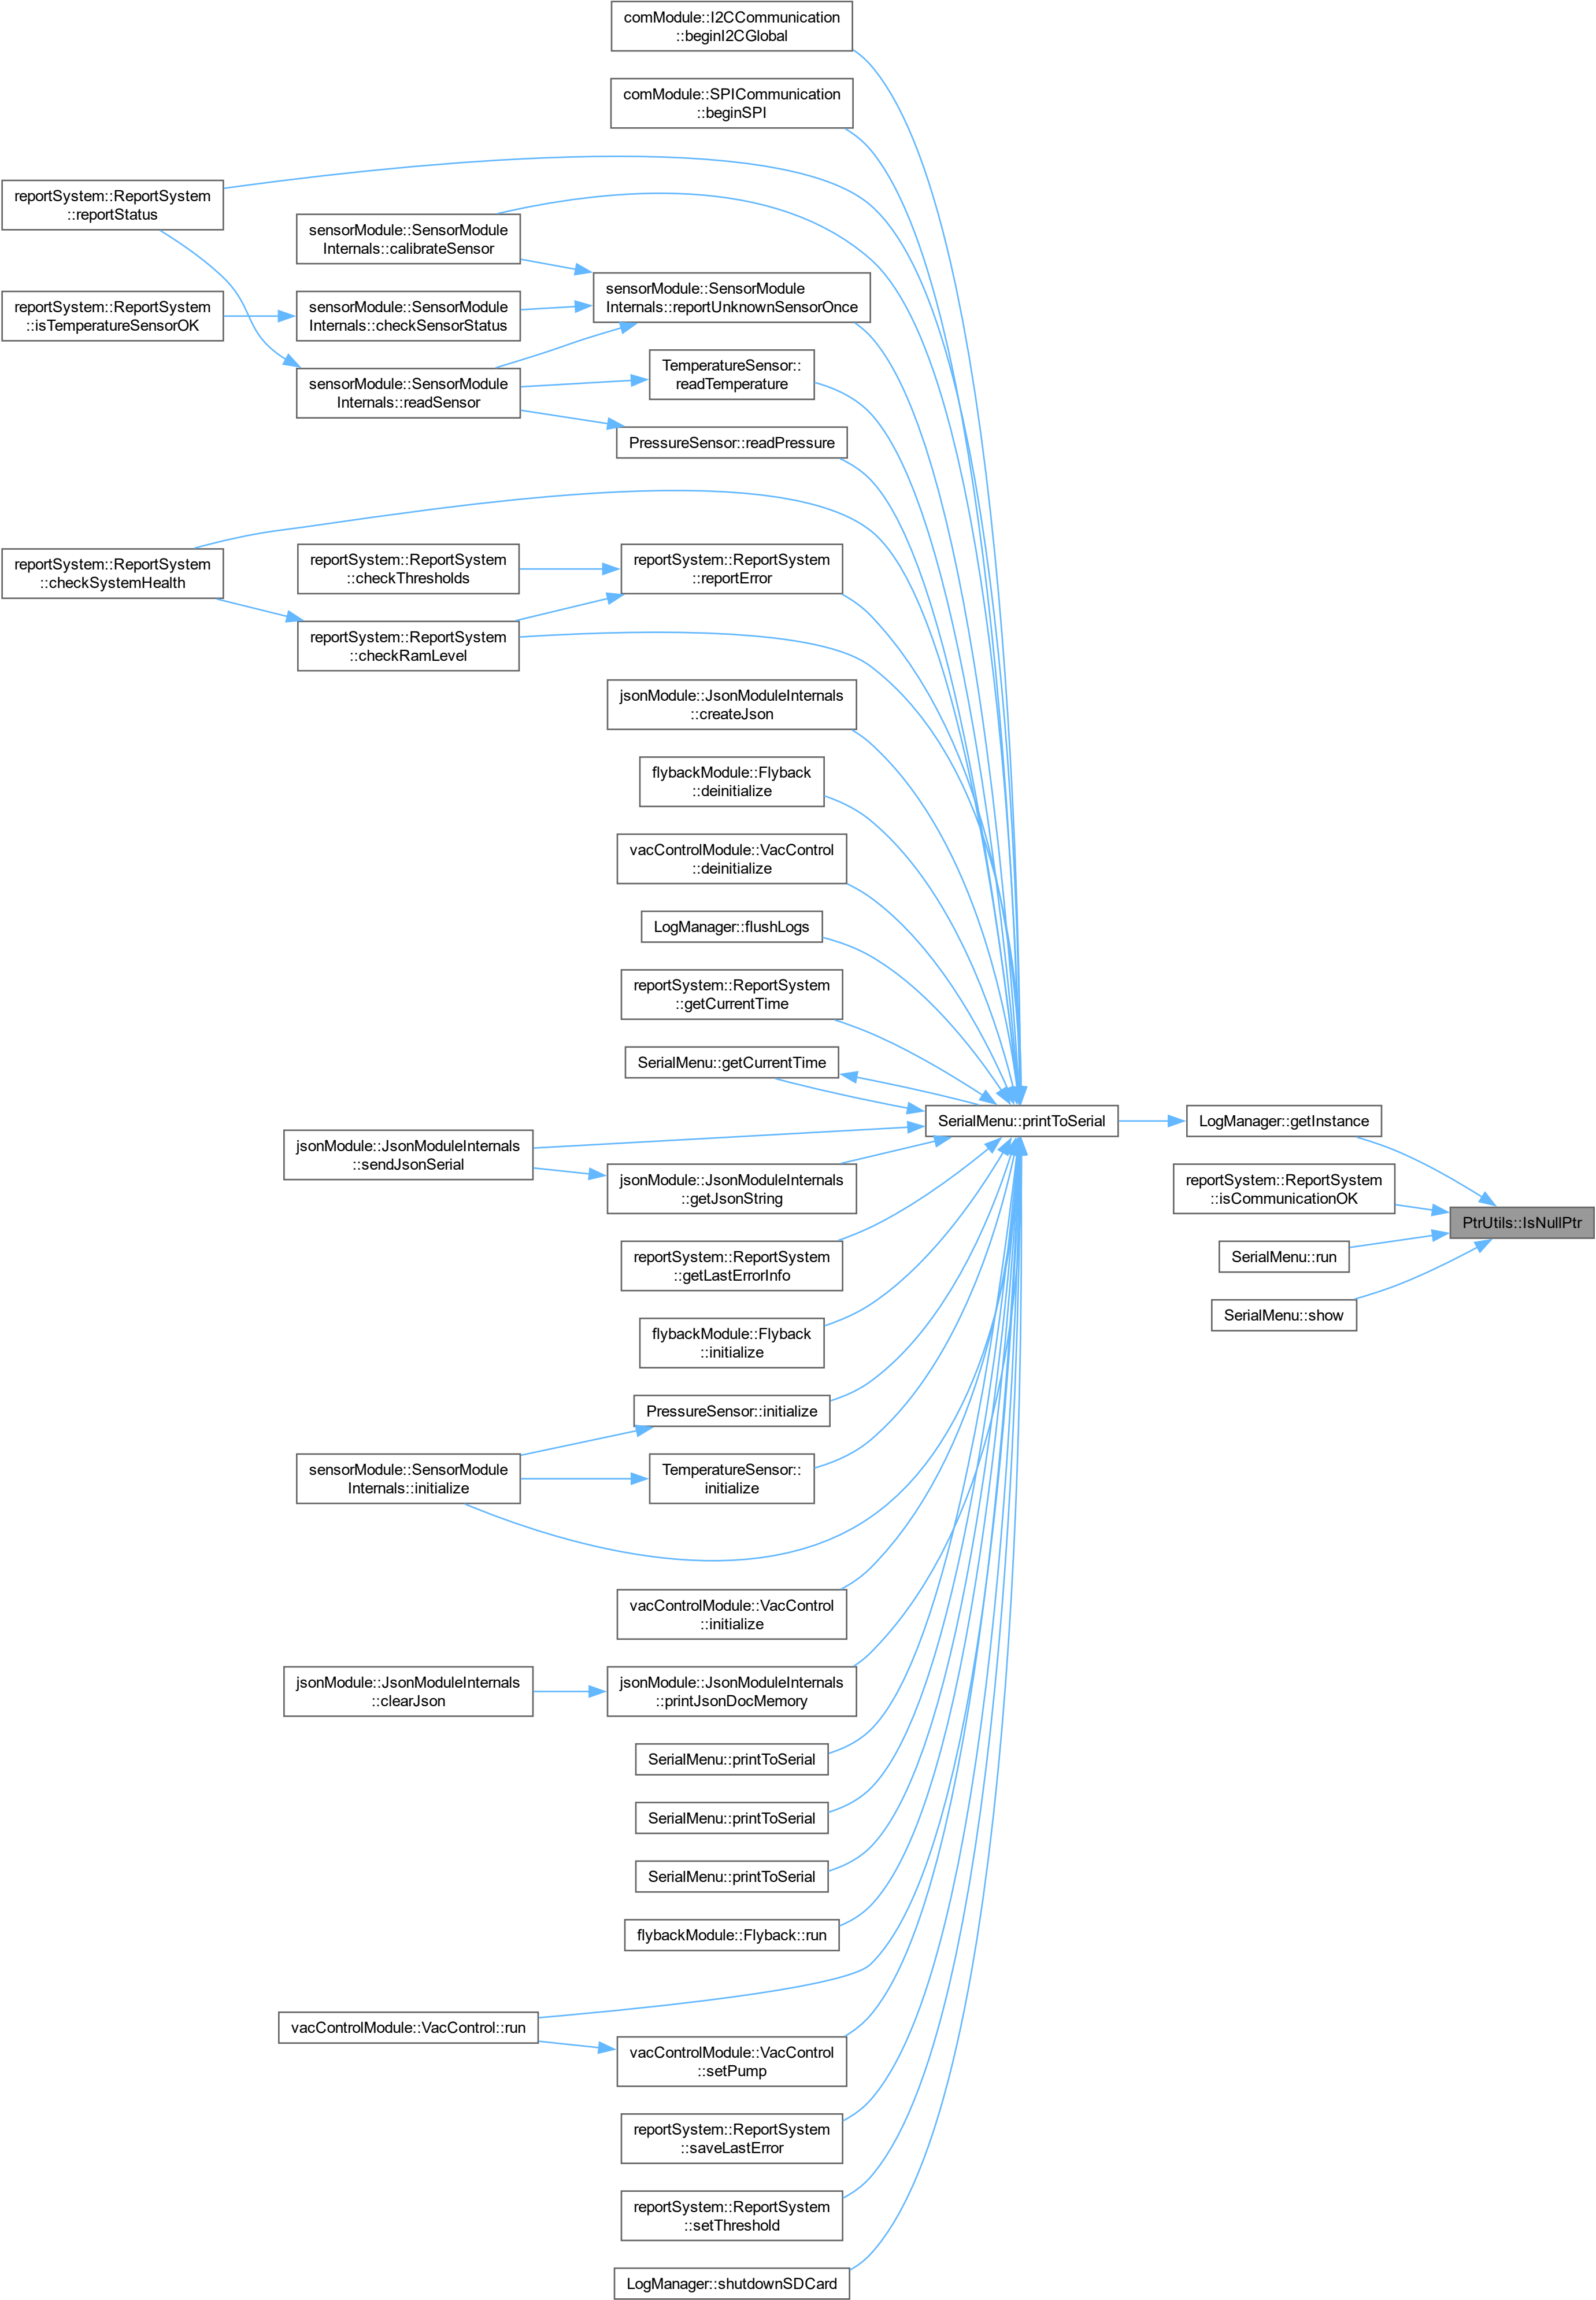 comModule::I2CCommunication
::beginI2CGlobal
comModule::SPICommunication
::beginSPI
reportSystem::ReportSystem
::reportStatus
sensorModule::SensorModule
Internals::calibrateSensor
sensorModule::SensorModule
Internals::reportUnknownSensorOnce
reportSystem::ReportSystem
::isTemperatureSensorOK
sensorModule::SensorModule
Internals::checkSensorStatus
sensorModule::SensorModule
Internals::readSensor
TemperatureSensor::
readTemperature
PressureSensor::readPressure
reportSystem::ReportSystem
::checkSystemHealth
reportSystem::ReportSystem
::checkThresholds
reportSystem::ReportSystem
::reportError
reportSystem::ReportSystem
::checkRamLevel
jsonModule::JsonModuleInternals
::createJson
flybackModule::Flyback
::deinitialize
vacControlModule::VacControl
::deinitialize
LogManager::flushLogs
reportSystem::ReportSystem
::getCurrentTime
SerialMenu::getCurrentTime
SerialMenu::printToSerial
LogManager::getInstance
jsonModule::JsonModuleInternals
::sendJsonSerial
jsonModule::JsonModuleInternals
::getJsonString
reportSystem::ReportSystem
::isCommunicationOK
PtrUtils::IsNullPtr
SerialMenu::run
SerialMenu::show
reportSystem::ReportSystem
::getLastErrorInfo
flybackModule::Flyback
::initialize
PressureSensor::initialize
sensorModule::SensorModule
Internals::initialize
TemperatureSensor::
initialize
vacControlModule::VacControl
::initialize
jsonModule::JsonModuleInternals
::clearJson
jsonModule::JsonModuleInternals
::printJsonDocMemory
SerialMenu::printToSerial
SerialMenu::printToSerial
SerialMenu::printToSerial
flybackModule::Flyback::run
vacControlModule::VacControl::run
vacControlModule::VacControl
::setPump
reportSystem::ReportSystem
::saveLastError
reportSystem::ReportSystem
::setThreshold
LogManager::shutdownSDCard